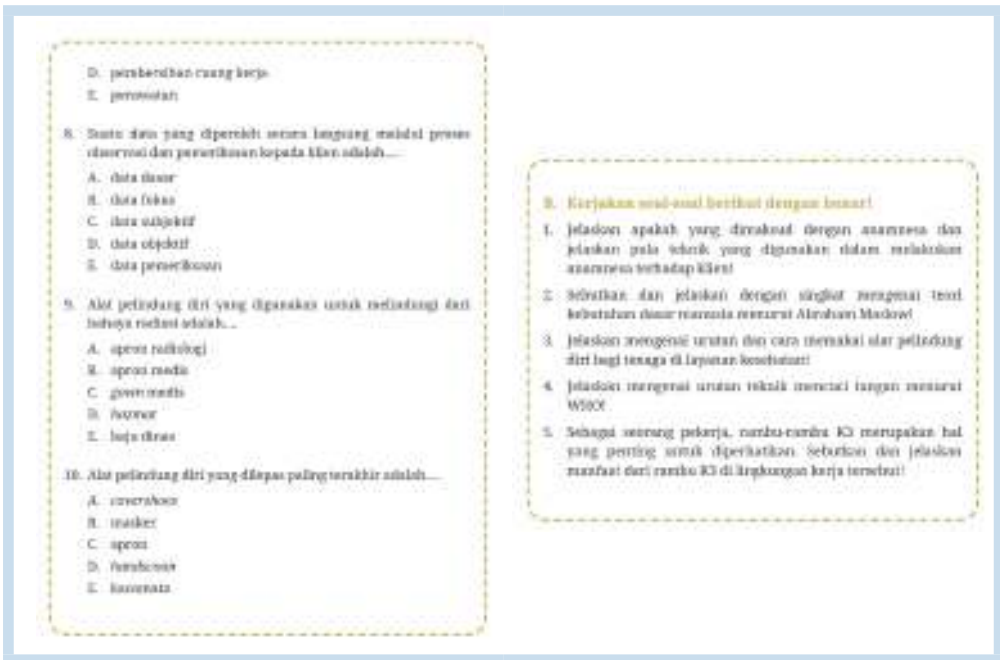 D. pembersihan ruang kerja
E. perawatan
8. Suatu data yang diperoleh secara langsung melalui proses
observasi dan pemeriksaan kepada klien adalah....
A. data dasar
B. data fokus
C. data subjektif
D. data objektif
E. data pemeriksaan
9. Alat pelindung diri yang digunakan untuk melindungi dari
bahaya radiasi adalah....
A. apron radiologi
B. apron medis
C. gown medis
D. hazmat
E. baju dinas
10. Alat pelindung diri yang dilepas paling terakhir adalah....
A. covershoes
B. masker
C. apron
D. handscoon
E. kacamata
B. Kerjakan soal-soal berikut dengan benar!
1. Jelaskan apakah yang dimaksud dengan anamnesa dan
jelaskan pula teknik yang digunakan dalam melakukan
anamnesa terhadap klien!
2. Sebutkan dan jelaskan dengan singkat mengenai teori
kebutuhan dasar manusia menurut Abraham Maslow!
3. Jelaskan mengenai urutan dan cara memakai alat pelindung
diri bagi tenaga di layanan kesehatan!
4. Jelaskan mengenai urutan teknik mencuci tangan menurut
WHO!
5. Sebagai seorang pekerja, rambu-rambu K3 merupakan hal
yang penting untuk diperhatikan. Sebutkan dan jelaskan
manfaat dari rambu K3 di lingkungan kerja tersebut!